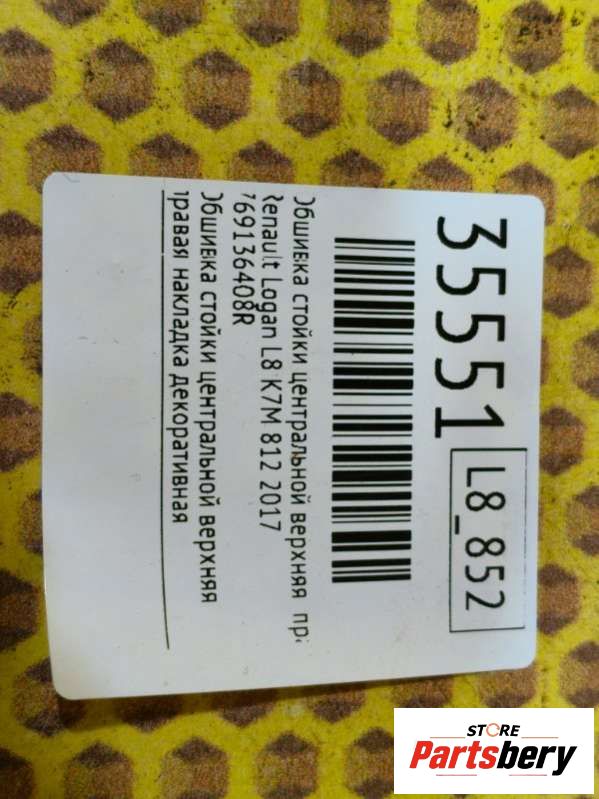 35551
L8_852
Обшивка стойки центральной верхняя пра
Renault Logan L8 K7M 812 2017
769136408R
Обшивка стойки центральной верхняя
правая накладка декоративная
STORE
Partsbery